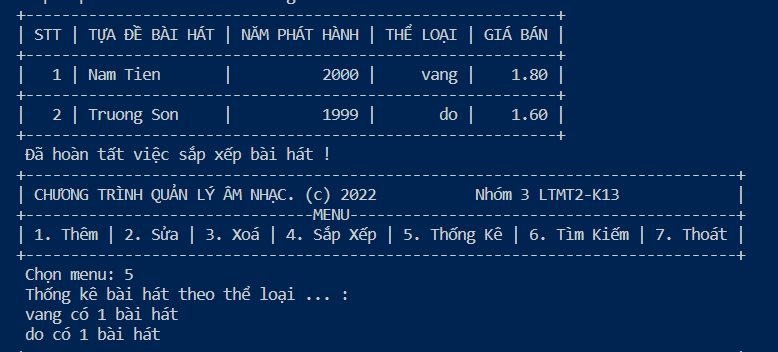 STT | TỰA ĐỀ BÀI HÁT | NĂM PHÁT HÀNH | THỂ LOẠI | GIÁ BÁN |
1 | Nam Tien | 2000 | vang | 1.80 |
2 | Truong Son | 1999 | do | 1.60 |
Đã hoàn tất việc sắp xếp bài hát !
CHƯƠNG TRÌNH QUẢN LÝ ÂM NHẠC. (c) 2022 Nhóm 3 LTMT2-K13
MENU
| 1. Thêm | 2. Sửa | 3. Xoá | 4. Sắp Xếp | 5. Thống Kê | 6. Tìm Kiếm | 7. Thoát |
Chọn menu: 5
Thống kê bài hát theo thể loại ... :
vang có 1 bài hát
do có 1 bài hát